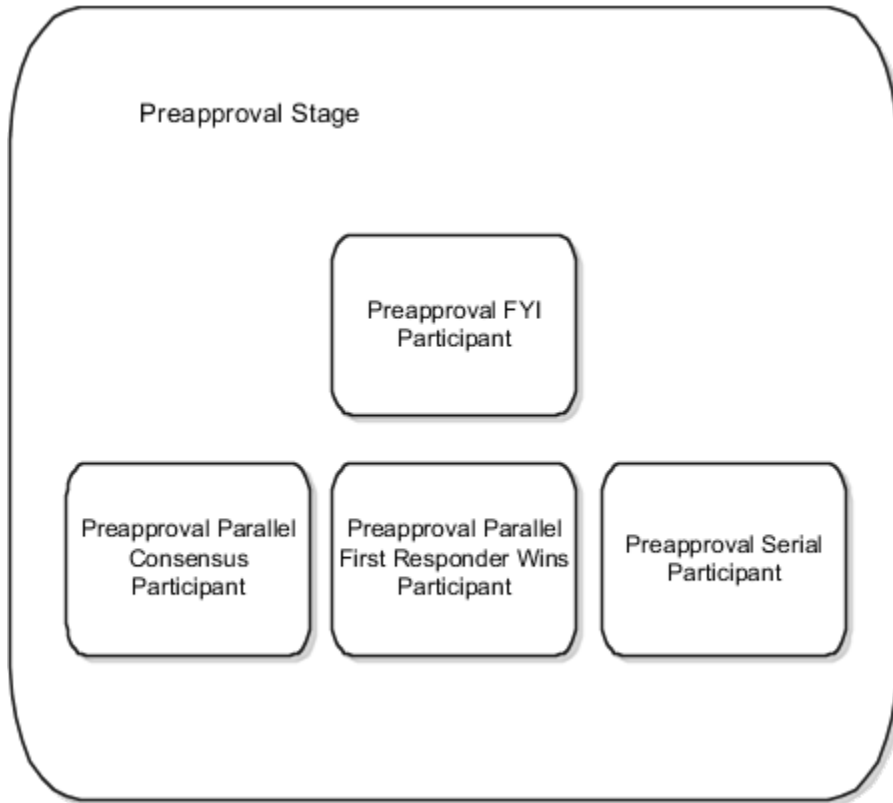 Preapproval Stage
Preapproval FYI
Participant
Preapproval Parallel
Consensus
Participant
Preapproval Parallel
First Responder Wins
Participant
Preapproval Serial
Participant